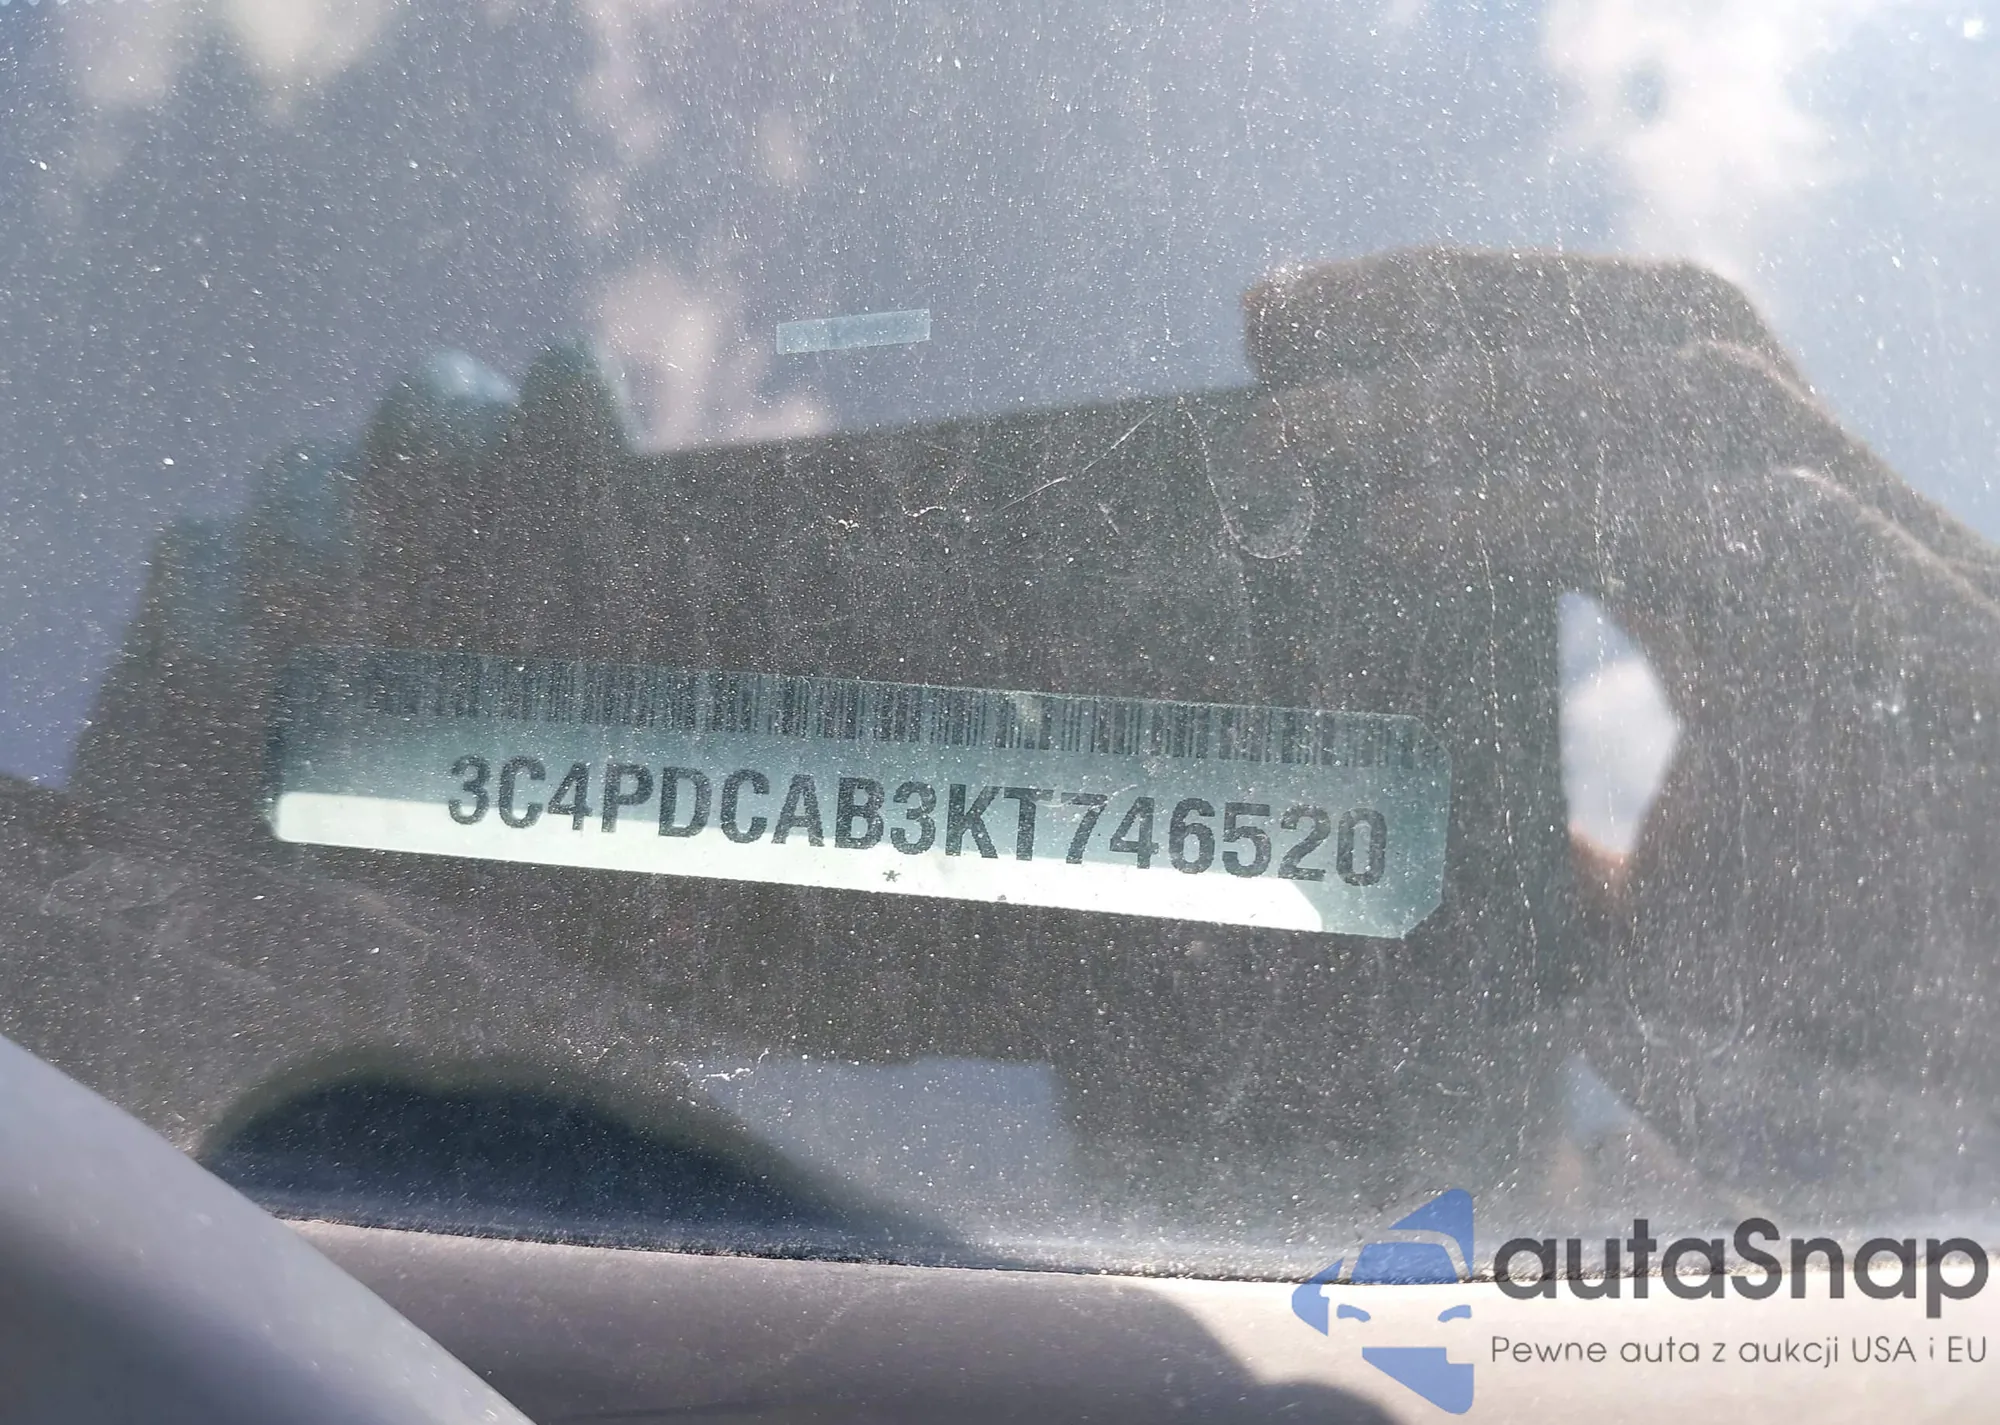 3C4PDCAB3KT746520
*
autaSnap
Pewne auta z aukcji USA i EU